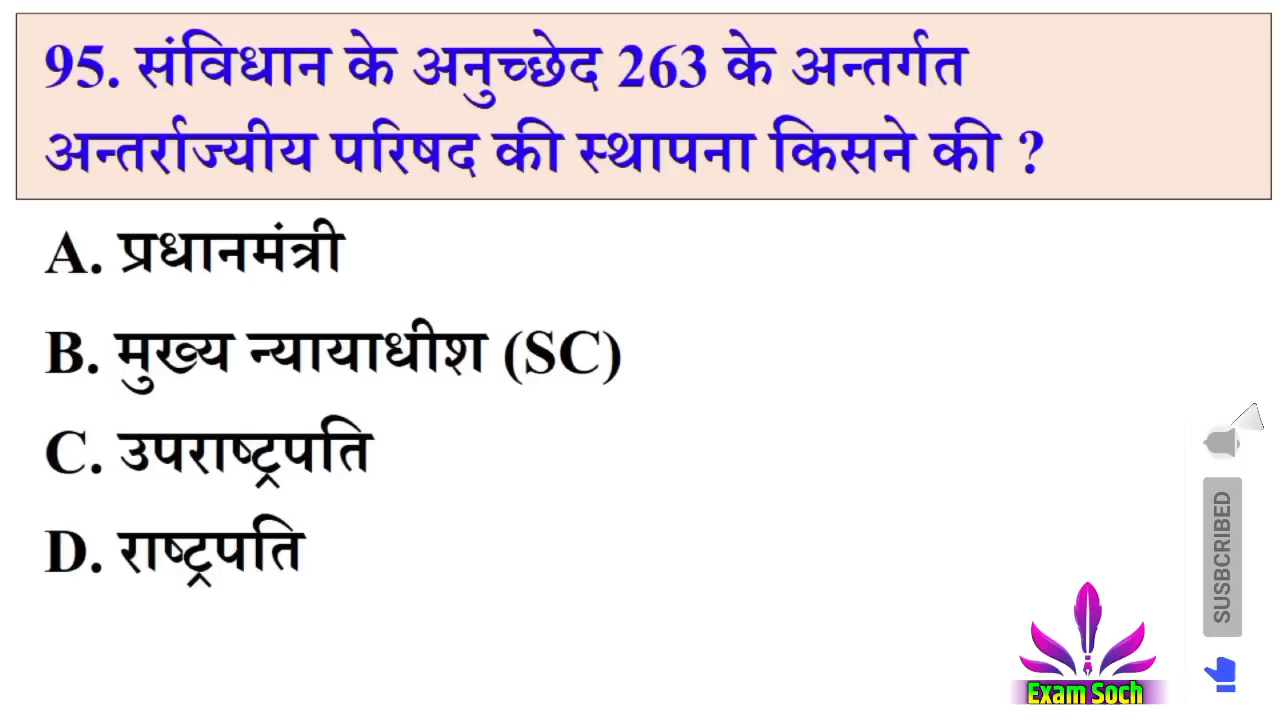 95. संविधान के अनुच्छेद 263 के अन्तर्गत
अन्तर्राज्यीय परिषद की स्थापना किसने की ?
A. प्रधानमंत्री
B. मुख्य न्यायाधीश (SC)
C. उपराष्ट्रपति
D. राष्ट्रपति
SUSBCRIBED
Exam Soch